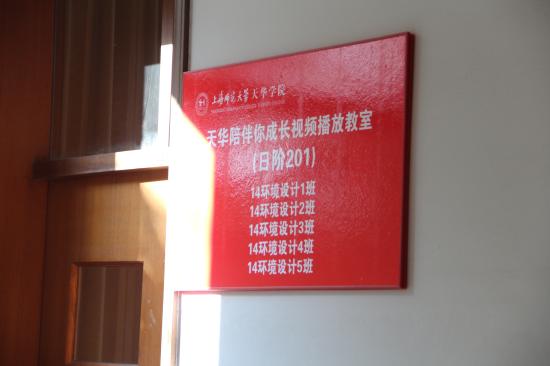 上海师范大学天华学院
天华陪伴你成长视频播放教室
(日阶201)
14环境设计1班
14环境设计2班
14环境设计3班
14环境设计4班
14环境设计5班